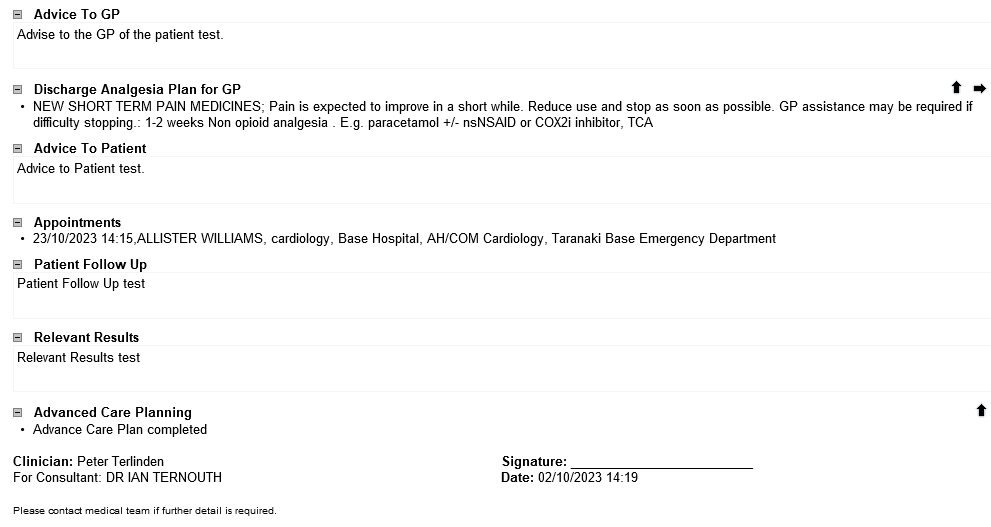 Advice To GP
Advise to the GP of the patient test.
Discharge Analgesia Plan for GP
• NEW SHORT TERM PAIN MEDICINES; Pain is expected to improve in a short while. Reduce use and stop as soon as possible. GP assistance may be required if
difficulty stopping.: 1-2 weeks Non opioid analgesia . E.g. paracetamol +/- nsNSAID or COX2i inhibitor, TCA
Advice To Patient
Advice to Patient test.
Appointments
• 23/10/2023 14:15,ALLISTER WILLIAMS, cardiology, Base Hospital, AH/COM Cardiology, Taranaki Base Emergency Department
Patient Follow Up
Patient Follow Up test
Relevant Results
Relevant Results test
Advanced Care Planning
• Advance Care Plan completed
Clinician: Peter Terlinden Signature: ________________________
For Consultant: DR IAN TERNOUTH Date: 02/10/2023 14:19
Please contact medical team if further detail is required.